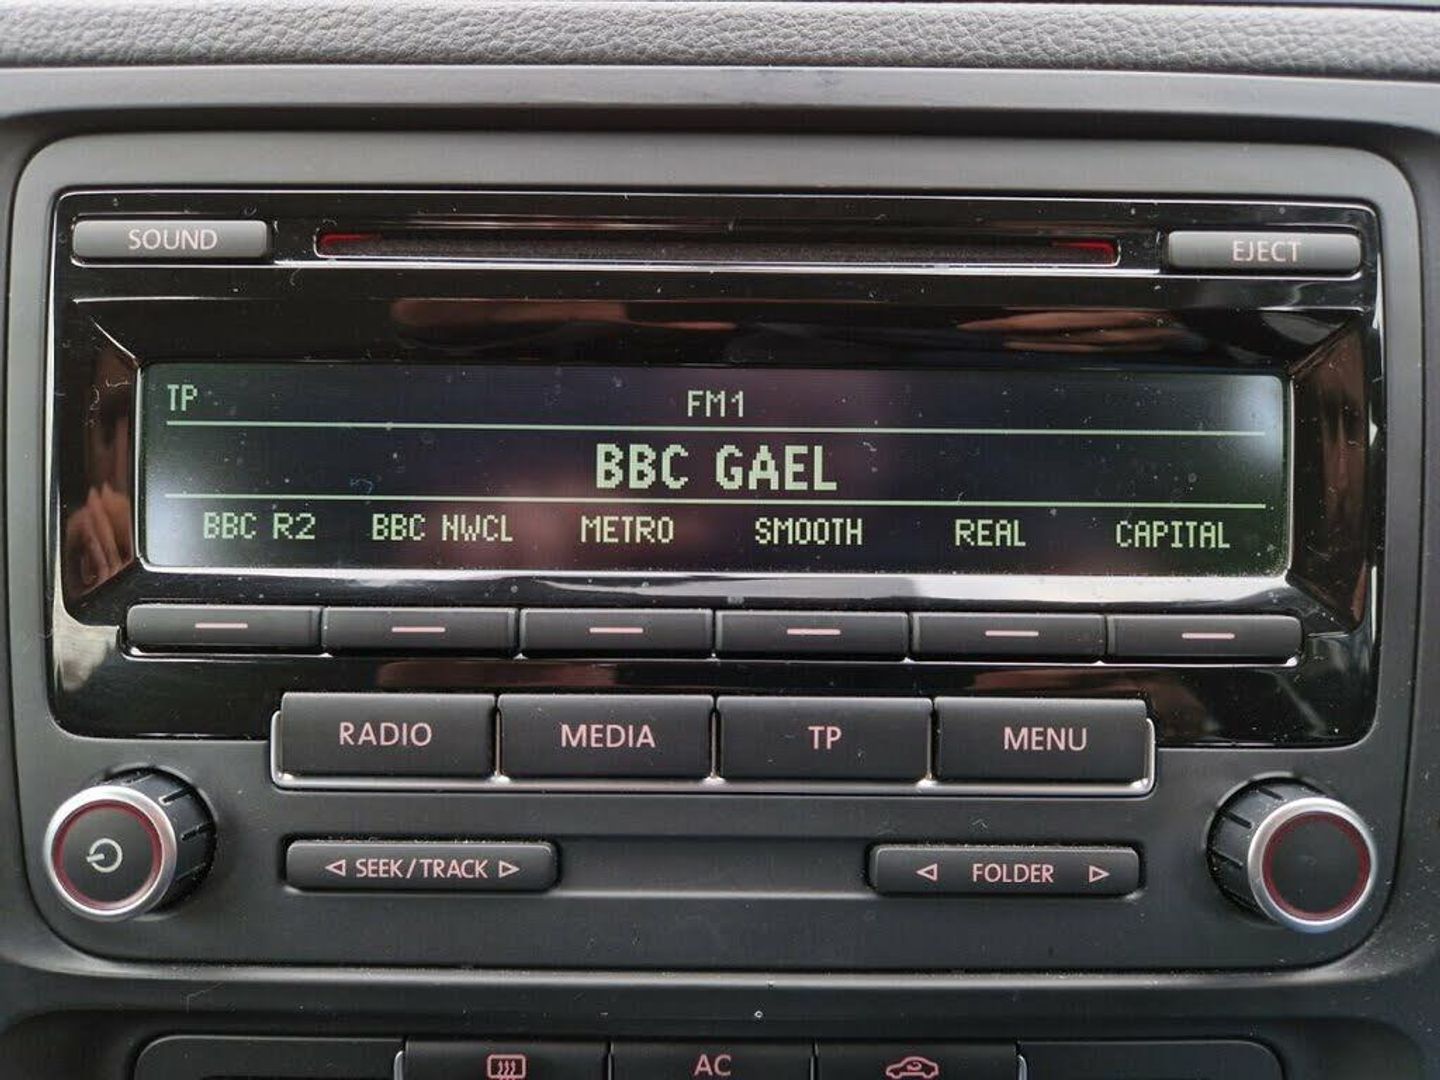 SOUND
EJECT
TP
FM1
BBC GAEL
BBC R2 BBC NWCL METRO SMOOTH REAL CAPITAL
RADIO MEDIA TP MENU
SEEK/TRACK FOLDER
AC